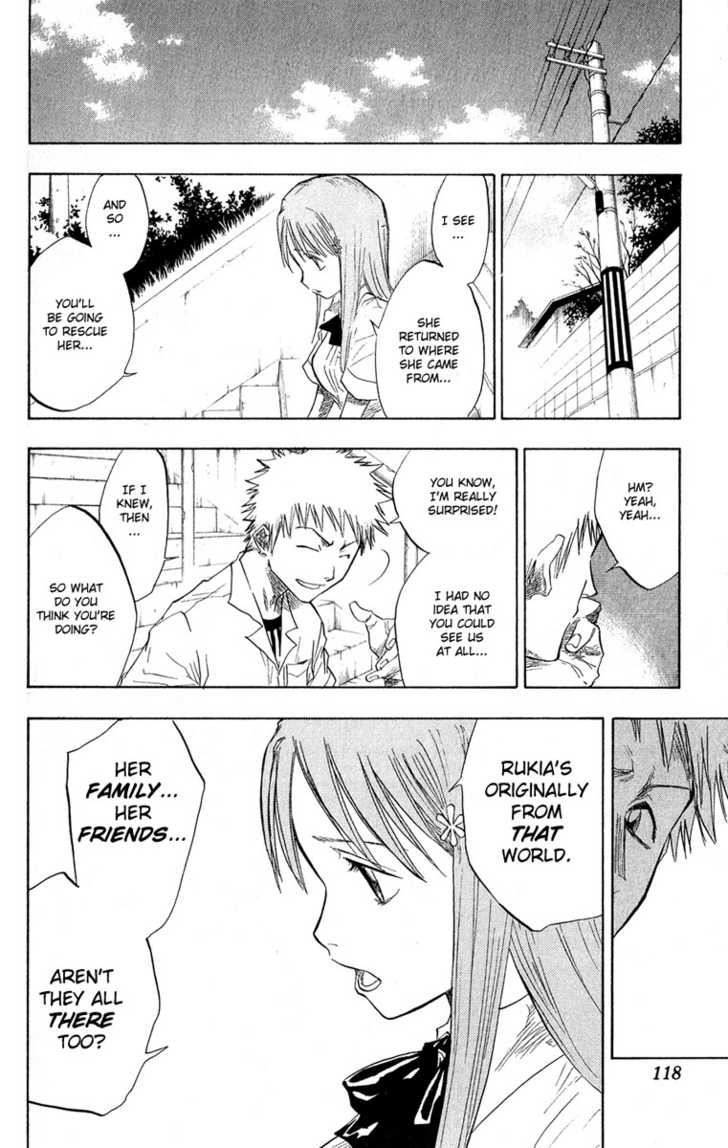 I SEE
...
SHE
RETURNED
TO WHERE
SHE CAME
FROM...
AND
SO
...
YOU'LL
BE GOING
TO RESCUE
HER...
HM?
YEAH,
YEAH...
YOU KNOW,
I'M REALLY
SURPRISED!
I HAD NO
IDEA THAT
YOU COULD
SEE US
AT ALL...
IF I
KNEW,
THEN
...
SO WHAT
DO YOU
THINK YOU'RE
DOING?
RUKIA'S
ORIGINALLY
FROM
THAT
WORLD.
HER
FAMILY...
HER
FRIENDS...
AREN'T
THEY ALL
THERE
TOO?
118